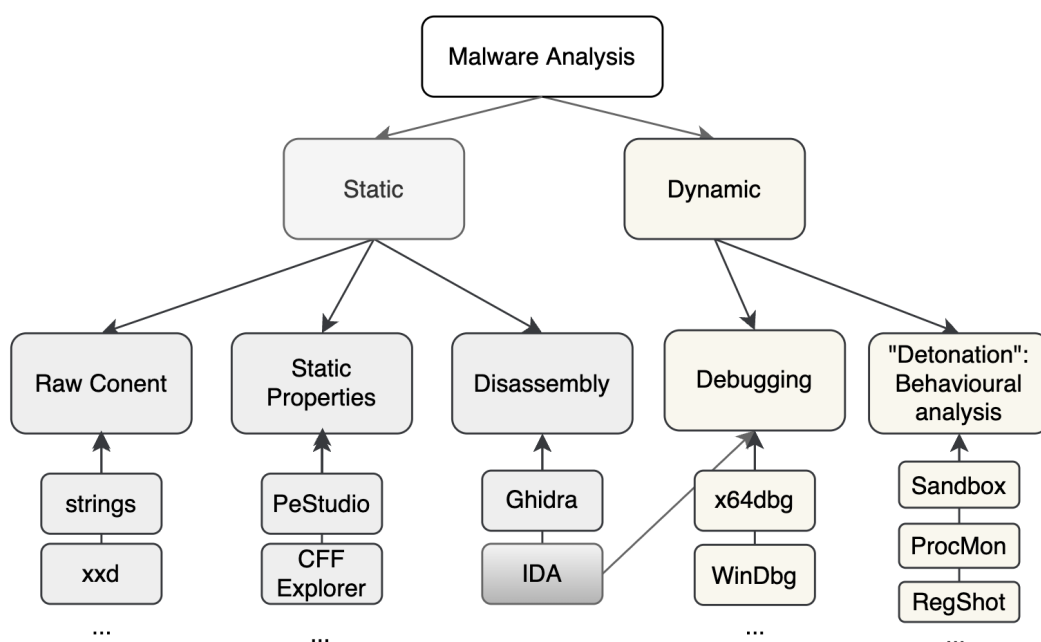 Malware Analysis
Static
Dynamic
Raw Conent
Static
Properties
Disassembly
Debugging
"Detonation":
Behavioural
analysis
strings
PeStudio
Ghidra
x64dbg
Sandbox
xxd
CFF
Explorer
IDA
WinDbg
ProcMon
RegShot
...
...
...
...